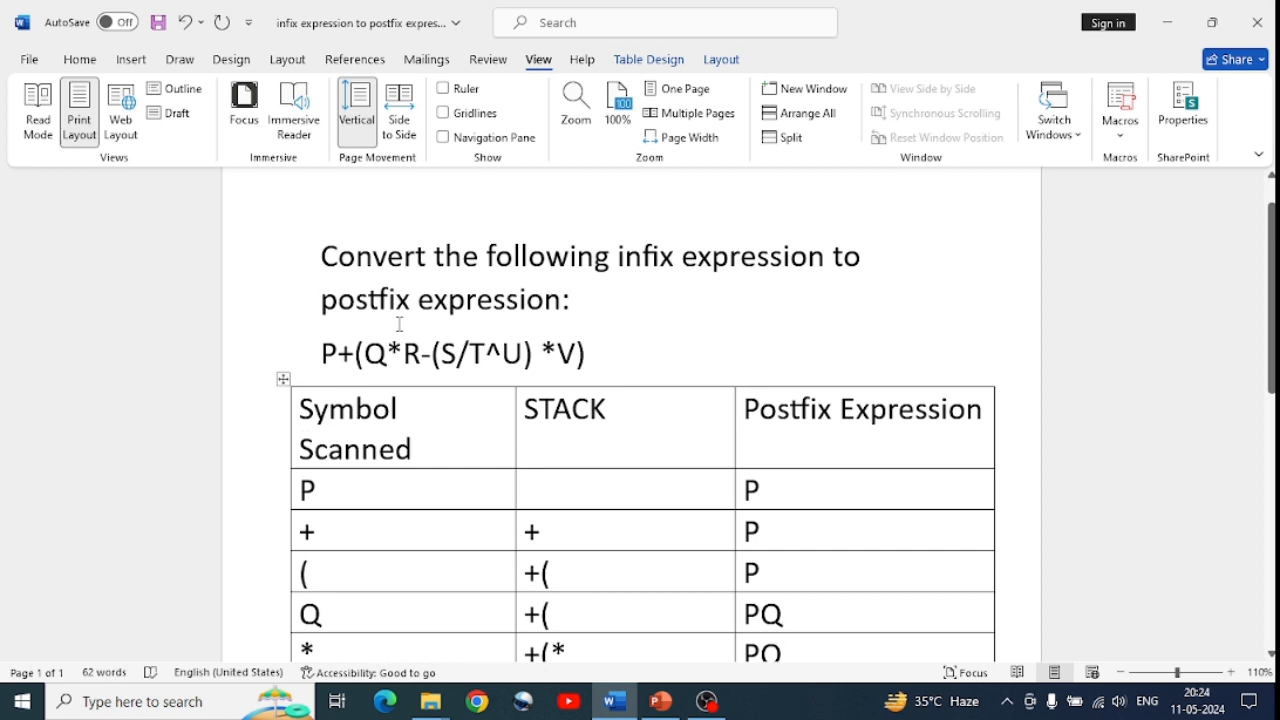 AutoSave Off infix expression to postfix expres... Search Sign in
File Home Insert Draw Design Layout References Mailings Review View Help Table Design Layout Share
Read Mode Print Layout Web Layout Outline Draft Focus Immersive Reader Vertical Side to Side Ruler Gridlines Navigation Pane Zoom 100% One Page Multiple Pages Page Width New Window Arrange All Split View Side by Side Synchronous Scrolling Reset Window Position Switch Windows Macros Properties
Views Immersive Page Movement Show Zoom Window Macros SharePoint
Convert the following infix expression to
postfix expression:
P+(Q*R-(S/T^U) *V)
Symbol Scanned STACK Postfix Expression
P P
+ + P
( +( P
Q +( PQ
* +(* PQ
Page 1 of 1 62 words English (United States) Accessibility: Good to go Focus 110%
Type here to search 35°C Haze ENG 20:24
11-05-2024